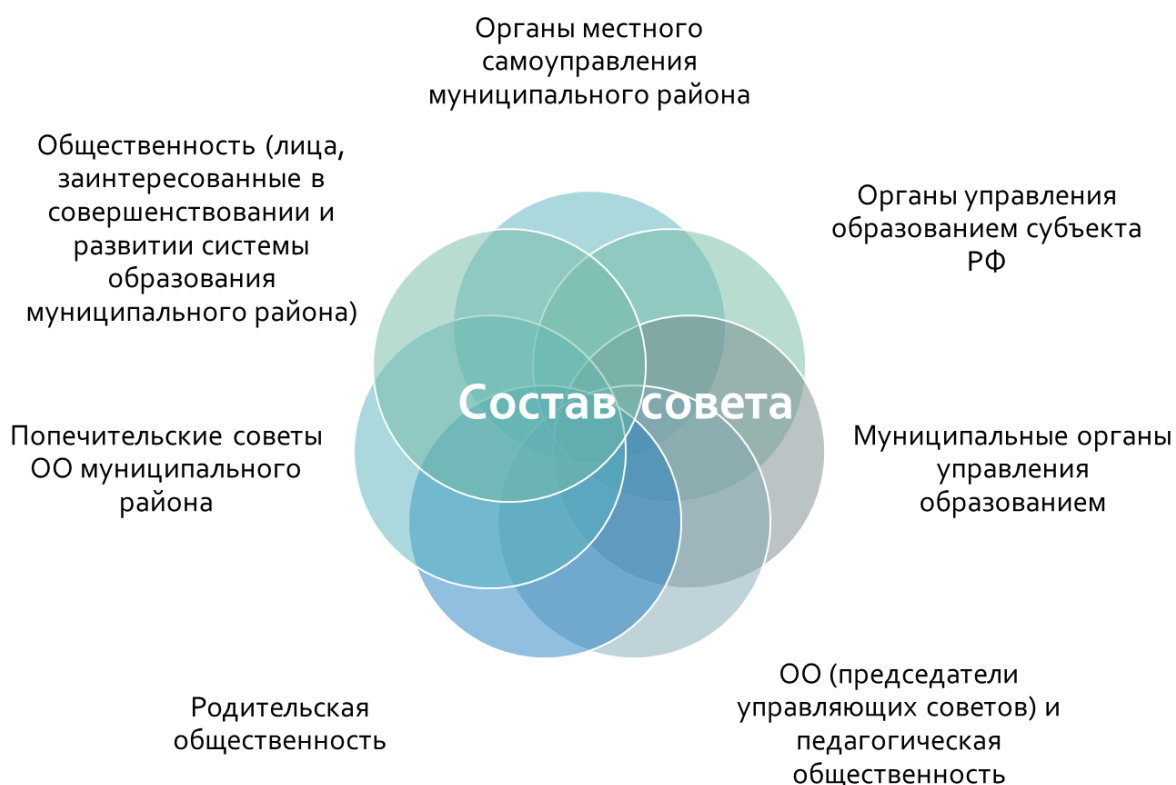 Органы местного
самоуправления
муниципального района
Общественность (лица,
заинтересованные в
совершенствовании и
развитии системы
образования
муниципального района)
Органы управления
образованием субъекта
РФ
Состав совета
Попечительские советы
ОО муниципального
района
Муниципальные органы
управления
образованием
Родительская
общественность
ОО (председатели
управляющих советов) и
педагогическая
общественность